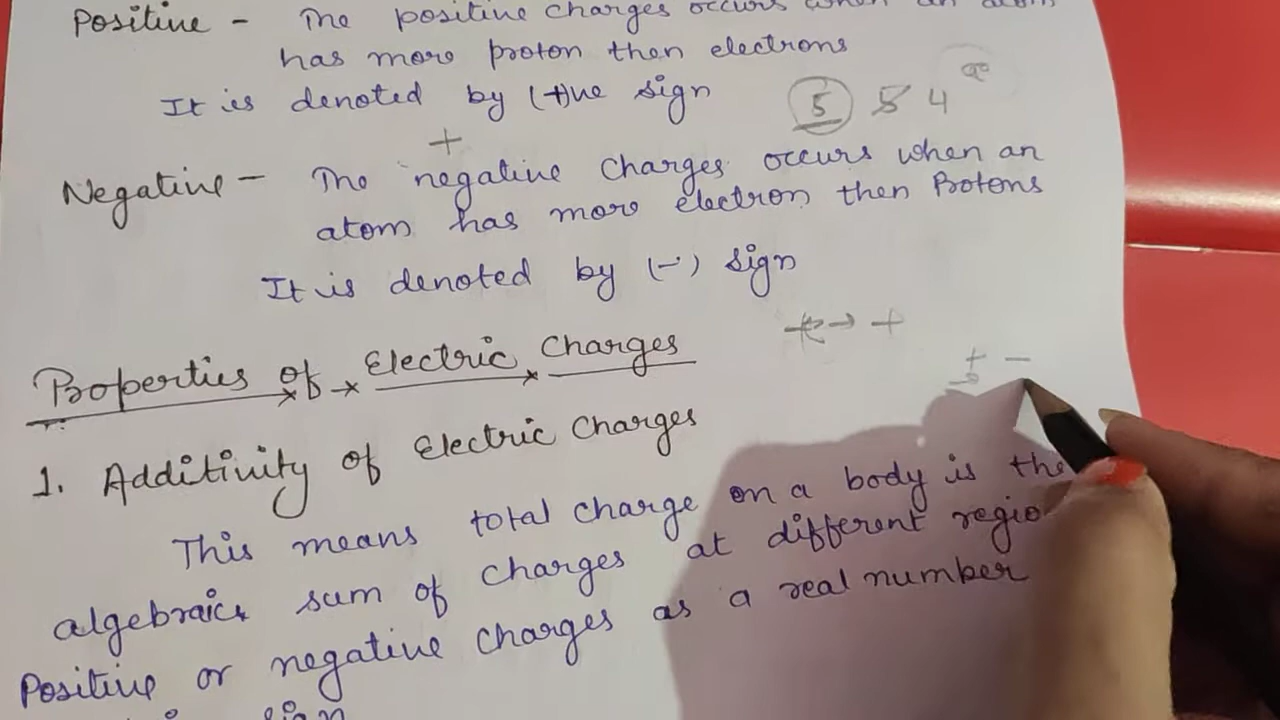 Positive - The positive charges occurs when an atom
has more proton then electrons
It is denoted by (+)ve sign
5 5 4
+
Negative - The negative charges occurs when an
atom has more electron then Protons
It is denoted by (-) sign
+
+ -
Properties of Electric Charges
1. Additivity of Electric Charges
This means total charge on a body is the
algebraic sum of charges at different regio
Positive or negative charges as a real number
sign